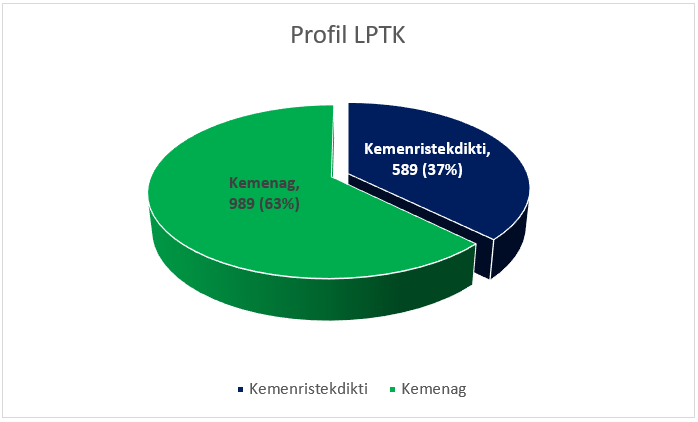 Profil LPTK
Kemenristekdikti,
589 (37%)
Kemenag,
989 (63%)
Kemenristekdikti
Kemenag